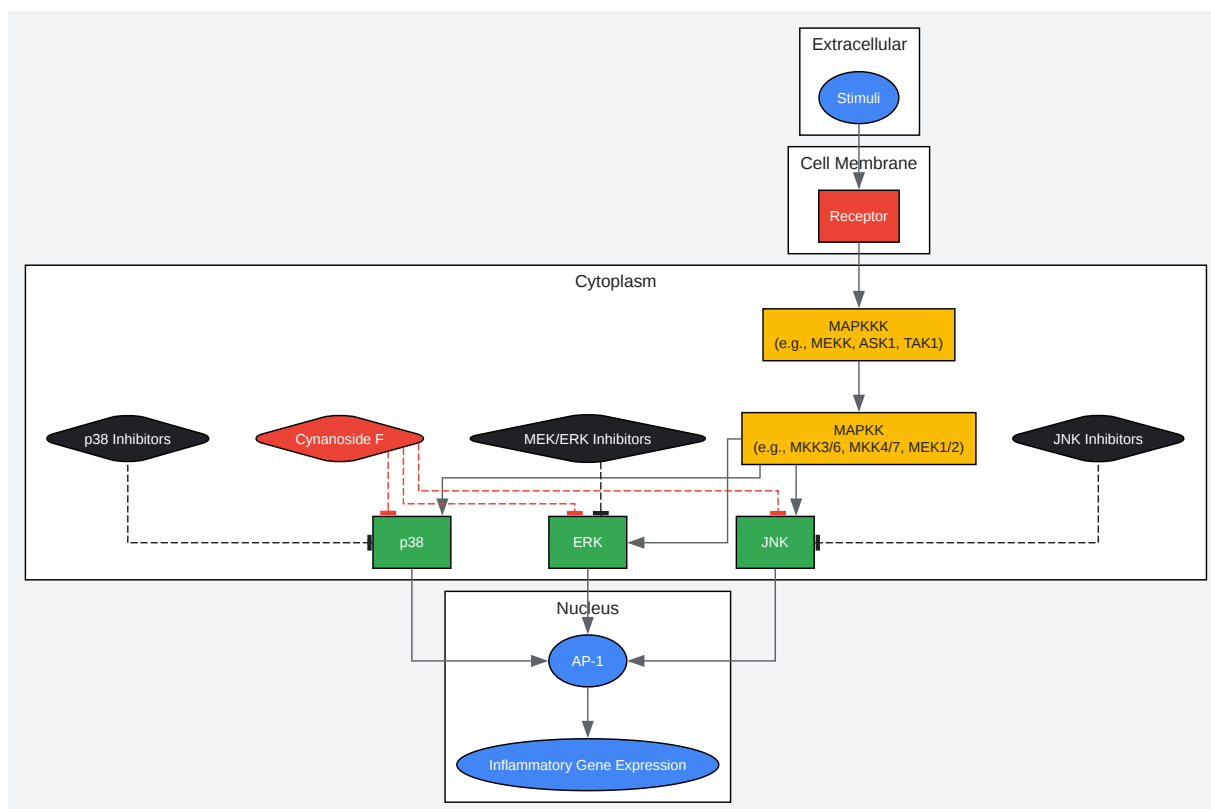 Extracellular
Stimuli
Cell Membrane
Receptor
Cytoplasm
MAPKKK
(e.g., MEKK, ASK1, TAK1)
p38 Inhibitors
Cynanoside F
MEK/ERK Inhibitors
MAPKK
(e.g., MKK3/6, MKK4/7, MEK1/2)
JNK Inhibitors
p38
ERK
JNK
Nucleus
AP-1
Inflammatory Gene Expression